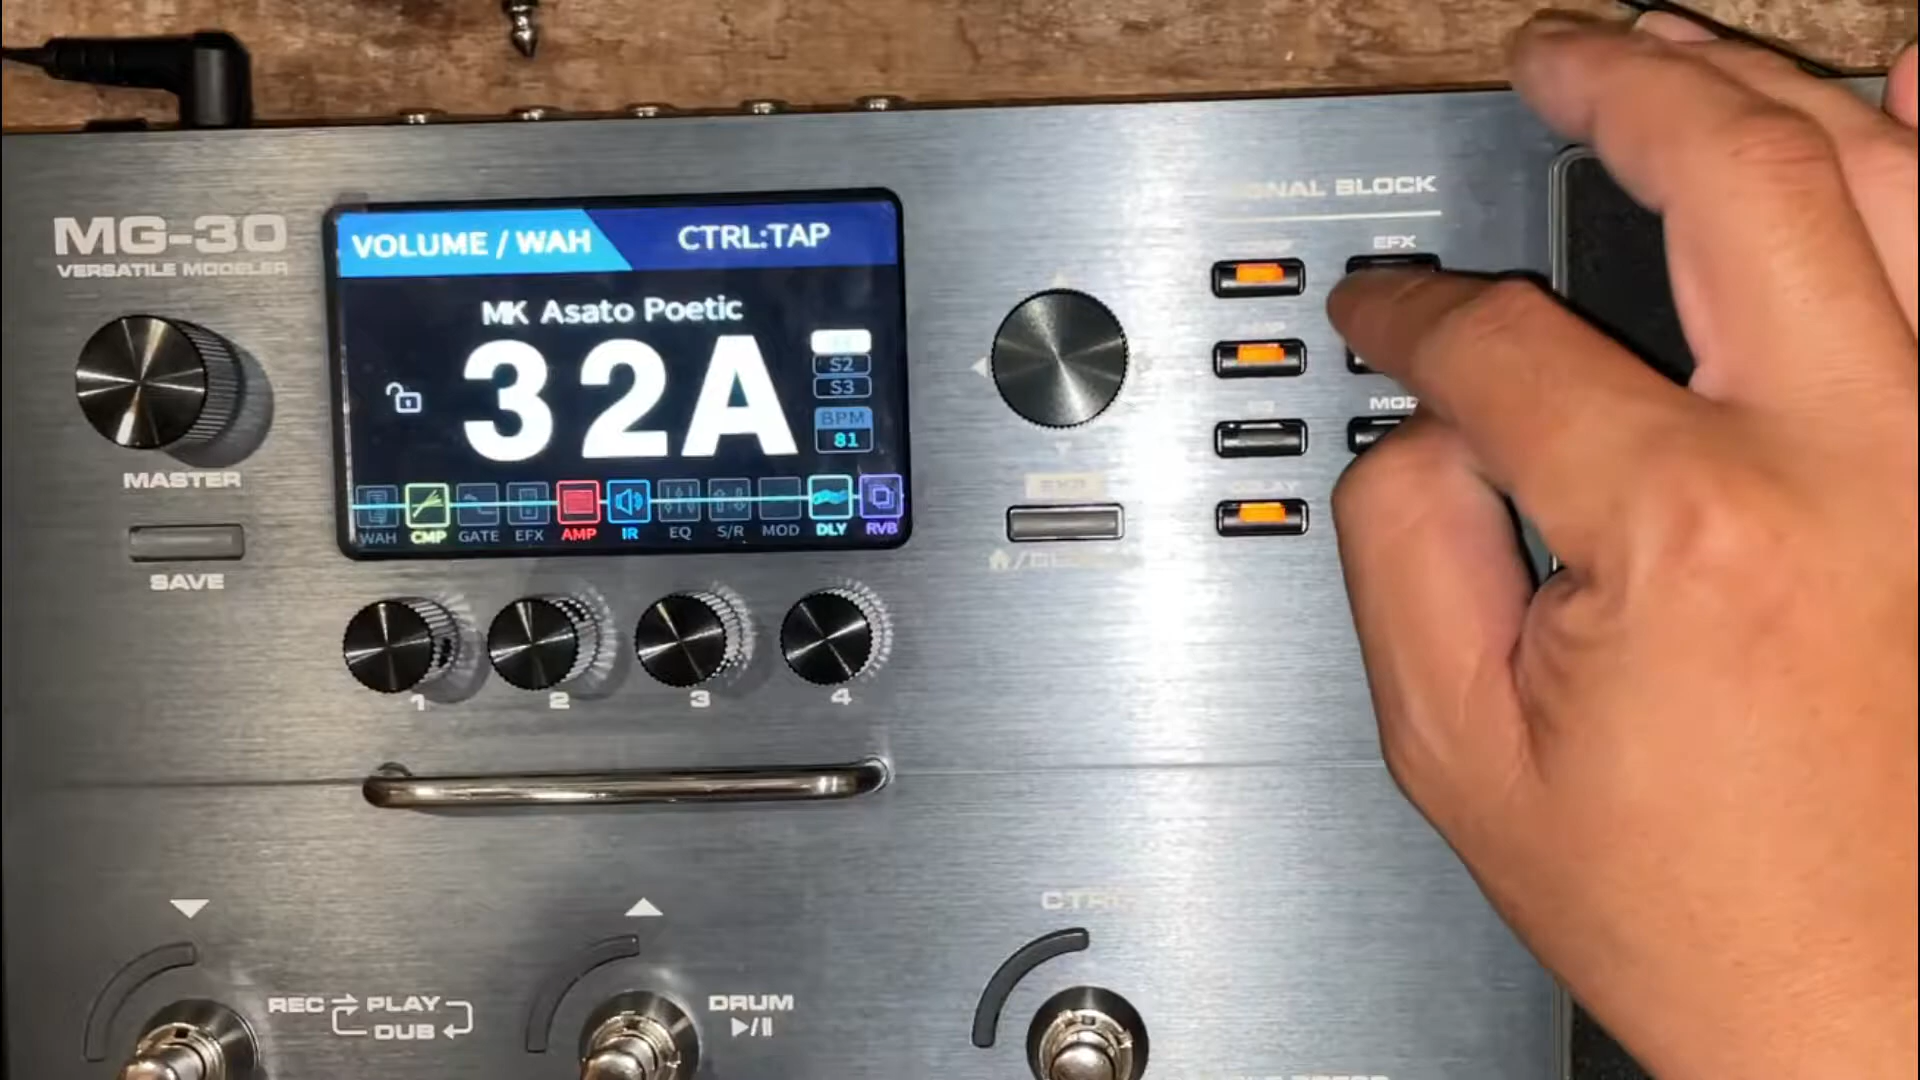 MG-30
VERSATILE MODELER
MASTER
SAVE
VOLUME / WAH
CTRL:TAP
MK Asato Poetic
32A
S2
S3
BPM
81
WAH CMP GATE EFX AMP IR EQ S/R MOD DLY RVB
1 2 3 4
BLOCK
EFX
MOD
EXP
REC PLAY
DUB
DRUM